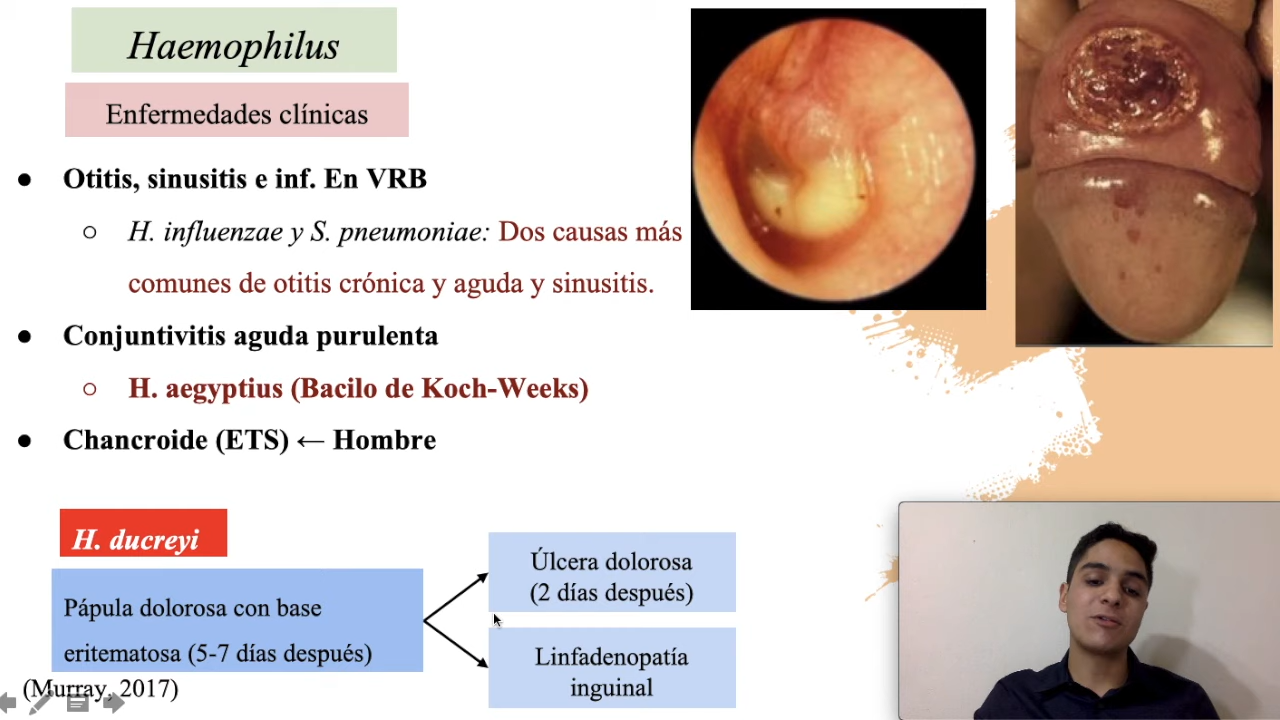 Haemophilus
Enfermedades clínicas
● Otitis, sinusitis e inf. En VRB
○ H. influenzae y S. pneumoniae: Dos causas más
comunes de otitis crónica y aguda y sinusitis.
● Conjuntivitis aguda purulenta
○ H. aegyptius (Bacilo de Koch-Weeks)
● Chancroide (ETS) ← Hombre
H. ducreyi
Pápula dolorosa con base
eritematosa (5-7 días después)
Úlcera dolorosa
(2 días después)
Linfadenopatía
inguinal
(Murray, 2017)